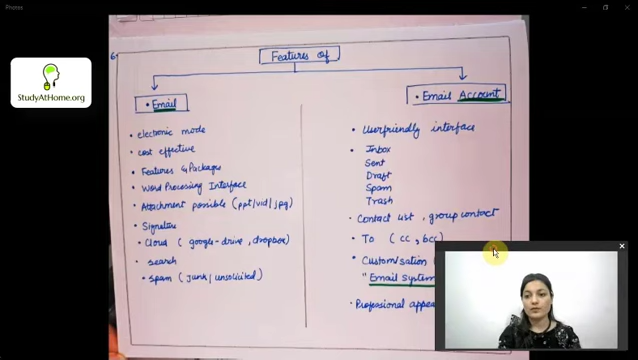 Photos
StudyAtHome.org
6.
Features of
• Email
• electronic mode
• cost effective
• Features & Packages
• Word Processing Interface
• Attachment possible (ppt/vid/jpg)
• Signature
• Cloud (google-drive, dropbox)
• search
• spam (junk/unsolicited)
• Email Account
• Userfriendly interface
• Inbox
Sent
Draft
Spam
Trash
• Contact list, group contact
• To (cc, bcc)
• Customisation
"Email system
• Professional appea